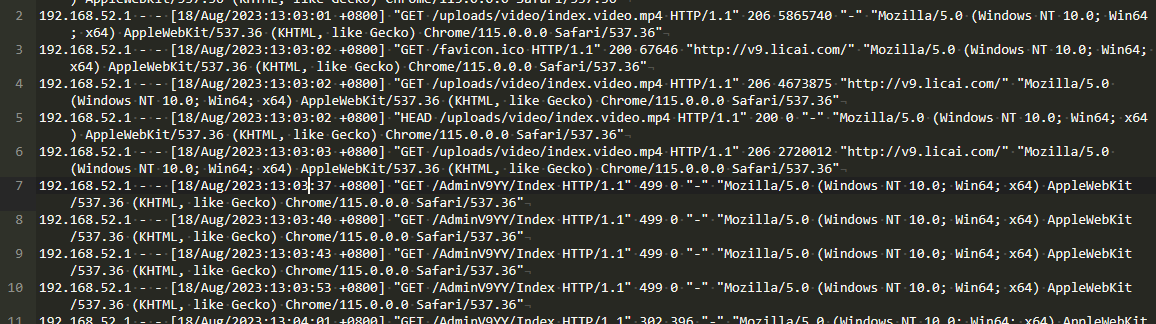 2 192.168.52.1 - - [18/Aug/2023:13:03:01 +0800] "GET /uploads/video/index.video.mp4 HTTP/1.1" 206 5865740 "-" "Mozilla/5.0 (Windows NT 10.0; Win64
; x64) AppleWebKit/537.36 (KHTML, like Gecko) Chrome/115.0.0.0 Safari/537.36"
3 192.168.52.1 - - [18/Aug/2023:13:03:02 +0800] "GET /favicon.ico HTTP/1.1" 200 67646 "http://v9.licai.com/" "Mozilla/5.0 (Windows NT 10.0; Win64;
x64) AppleWebKit/537.36 (KHTML, like Gecko) Chrome/115.0.0.0 Safari/537.36"
4 192.168.52.1 - - [18/Aug/2023:13:03:02 +0800] "GET /uploads/video/index.video.mp4 HTTP/1.1" 206 4673875 "http://v9.licai.com/" "Mozilla/5.0
(Windows NT 10.0; Win64; x64) AppleWebKit/537.36 (KHTML, like Gecko) Chrome/115.0.0.0 Safari/537.36"
5 192.168.52.1 - - [18/Aug/2023:13:03:02 +0800] "HEAD /uploads/video/index.video.mp4 HTTP/1.1" 200 0 "-" "Mozilla/5.0 (Windows NT 10.0; Win64; x64
) AppleWebKit/537.36 (KHTML, like Gecko) Chrome/115.0.0.0 Safari/537.36"
6 192.168.52.1 - - [18/Aug/2023:13:03:03 +0800] "GET /uploads/video/index.video.mp4 HTTP/1.1" 206 2720012 "http://v9.licai.com/" "Mozilla/5.0
(Windows NT 10.0; Win64; x64) AppleWebKit/537.36 (KHTML, like Gecko) Chrome/115.0.0.0 Safari/537.36"
7 192.168.52.1 - - [18/Aug/2023:13:03:37 +0800] "GET /AdminV9YY/Index HTTP/1.1" 499 0 "-" "Mozilla/5.0 (Windows NT 10.0; Win64; x64) AppleWebKit
/537.36 (KHTML, like Gecko) Chrome/115.0.0.0 Safari/537.36"
8 192.168.52.1 - - [18/Aug/2023:13:03:40 +0800] "GET /AdminV9YY/Index HTTP/1.1" 499 0 "-" "Mozilla/5.0 (Windows NT 10.0; Win64; x64) AppleWebKit
/537.36 (KHTML, like Gecko) Chrome/115.0.0.0 Safari/537.36"
9 192.168.52.1 - - [18/Aug/2023:13:03:43 +0800] "GET /AdminV9YY/Index HTTP/1.1" 499 0 "-" "Mozilla/5.0 (Windows NT 10.0; Win64; x64) AppleWebKit
/537.36 (KHTML, like Gecko) Chrome/115.0.0.0 Safari/537.36"
10 192.168.52.1 - - [18/Aug/2023:13:03:53 +0800] "GET /AdminV9YY/Index HTTP/1.1" 499 0 "-" "Mozilla/5.0 (Windows NT 10.0; Win64; x64) AppleWebKit
/537.36 (KHTML, like Gecko) Chrome/115.0.0.0 Safari/537.36"
11 192.168.52.1 - - [18/Aug/2023:13:04:01 +0800] "GET /AdminV9YY/Index HTTP/1.1" 302 396 "-" "Mozilla/5.0 (Windows NT 10.0; Win64; x64) AppleWebKit